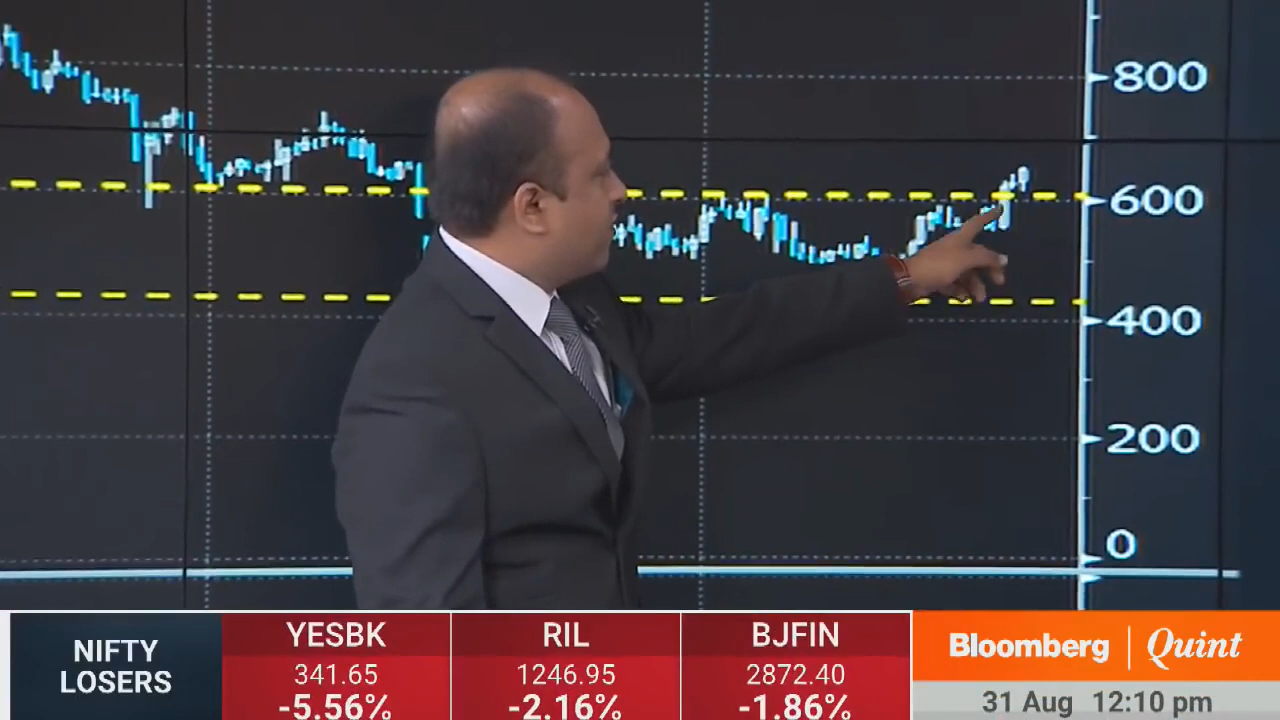 800
600
400
200
0
NIFTY LOSERS
YESBK
341.65
-5.56%
RIL
1246.95
-2.16%
BJFIN
2872.40
-1.86%
Bloomberg | Quint
31 Aug 12:10 pm